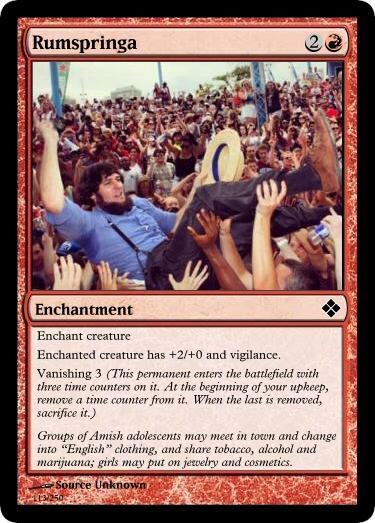 Rumspringa 2
Enchantment
Enchant creature
Enchanted creature has +2/+0 and vigilance.
Vanishing 3 (This permanent enters the battlefield with
three time counters on it. At the beginning of your upkeep,
remove a time counter from it. When the last is removed,
sacrifice it.)
Groups of Amish adolescents may meet in town and change
into “English” clothing, and share tobacco, alcohol and
marijuana; girls may put on jewelry and cosmetics.
Source Unknown
113/250